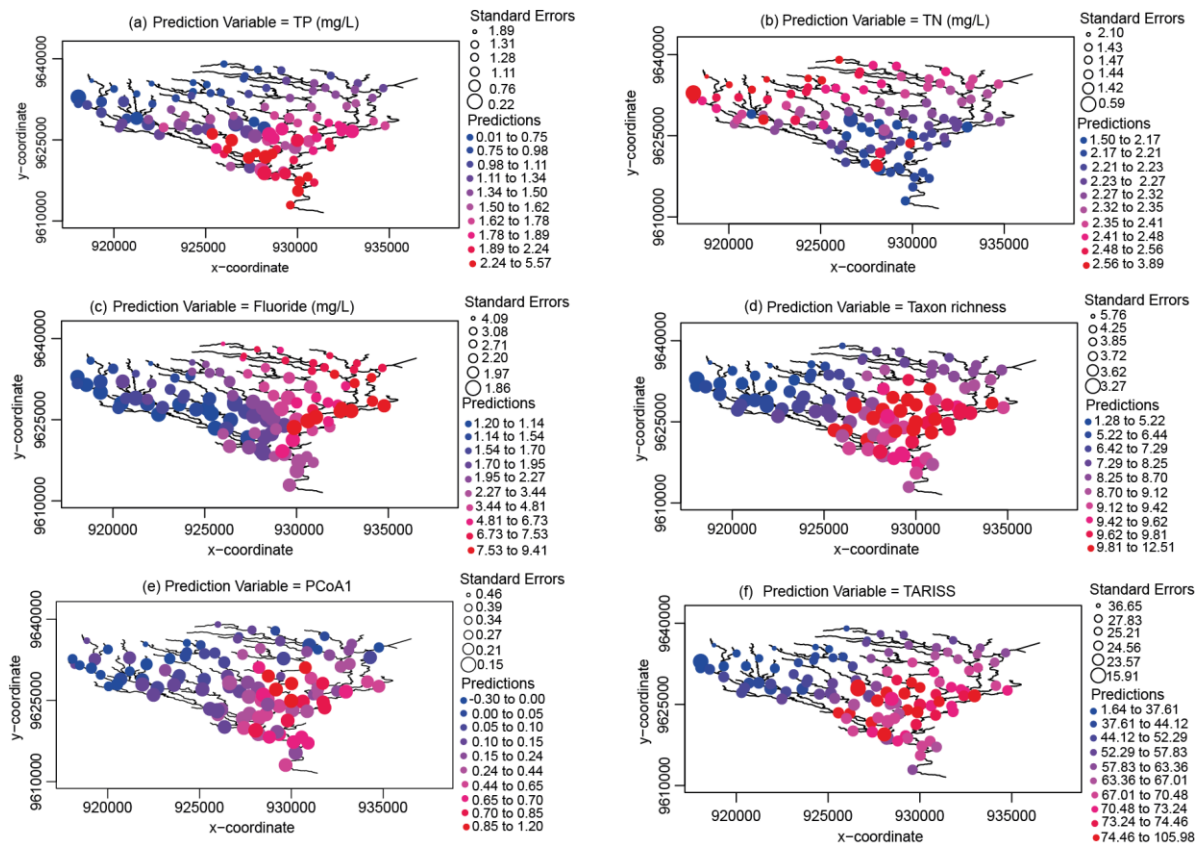 (a) Prediction Variable = TP (mg/L)
Standard Errors
1.89
1.31
1.28
1.11
0.76
0.22
Predictions
0.01 to 0.75
0.75 to 0.98
0.98 to 1.11
1.11 to 1.34
1.34 to 1.50
1.50 to 1.62
1.62 to 1.78
1.78 to 1.89
1.89 to 2.24
2.24 to 5.57
y-coordinate
9640000
9625000
9610000
920000 925000 930000 935000
x-coordinate
(b) Prediction Variable = TN (mg/L)
Standard Errors
2.10
1.43
1.47
1.44
1.42
0.59
Predictions
1.50 to 2.17
2.17 to 2.21
2.21 to 2.23
2.23 to 2.27
2.27 to 2.32
2.32 to 2.35
2.35 to 2.41
2.41 to 2.48
2.48 to 2.56
2.56 to 3.89
y-coordinate
9640000
9625000
9610000
920000 925000 930000 935000
x-coordinate
(c) Prediction Variable = Fluoride (mg/L)
Standard Errors
4.09
3.08
2.71
2.20
1.97
1.86
Predictions
1.20 to 1.14
1.14 to 1.54
1.54 to 1.70
1.70 to 1.95
1.95 to 2.27
2.27 to 3.44
3.44 to 4.81
4.81 to 6.73
6.73 to 7.53
7.53 to 9.41
y-coordinate
9640000
9625000
9610000
920000 925000 930000 935000
x-coordinate
(d) Prediction Variable = Taxon richness
Standard Errors
5.76
4.25
3.85
3.72
3.62
3.27
Predictions
1.28 to 5.22
5.22 to 6.44
6.42 to 7.29
7.29 to 8.25
8.25 to 8.70
8.70 to 9.12
9.12 to 9.42
9.42 to 9.62
9.62 to 9.81
9.81 to 12.51
y-coordinate
9640000
9625000
9610000
920000 925000 930000 935000
x-coordinate
(e) Prediction Variable = PCoA1
Standard Errors
0.46
0.39
0.34
0.27
0.21
0.15
Predictions
-0.30 to 0.00
0.00 to 0.05
0.05 to 0.10
0.10 to 0.15
0.15 to 0.24
0.24 to 0.44
0.44 to 0.65
0.65 to 0.70
0.70 to 0.85
0.85 to 1.20
y-coordinate
9640000
9625000
9610000
920000 925000 930000 935000
x-coordinate
(f) Prediction Variable = TARISS
Standard Errors
36.65
27.83
25.21
24.56
23.57
15.91
Predictions
1.64 to 37.61
37.61 to 44.12
44.12 to 52.29
52.29 to 57.83
57.83 to 63.36
63.36 to 67.01
67.01 to 70.48
70.48 to 73.24
73.24 to 74.46
74.46 to 105.98
y-coordinate
9640000
9625000
9610000
920000 925000 930000 935000
x-coordinate